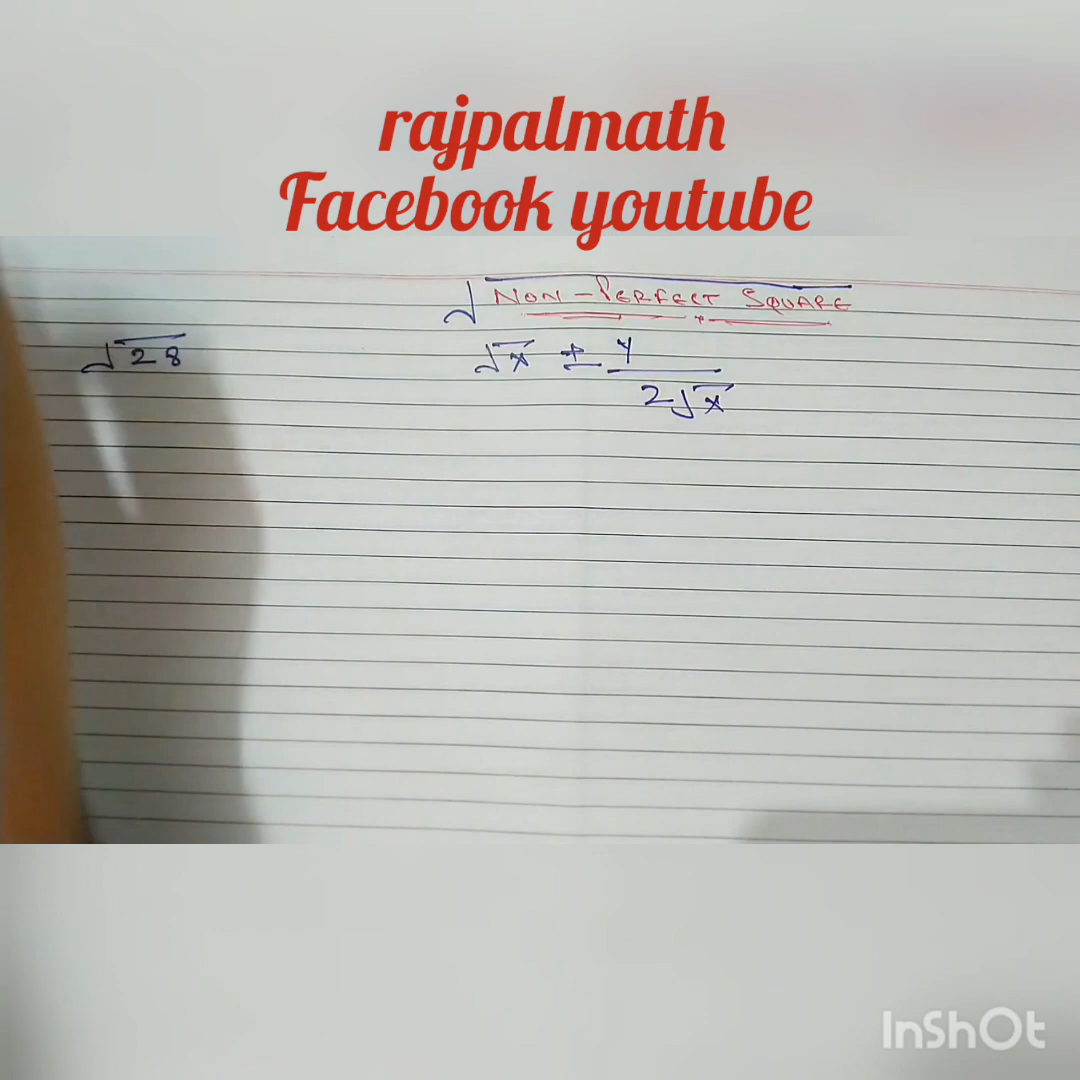 rajpalmath
Facebook youtube
√NON-PERFECT SQUARE
√28
√x ± y/2√x
InShOt